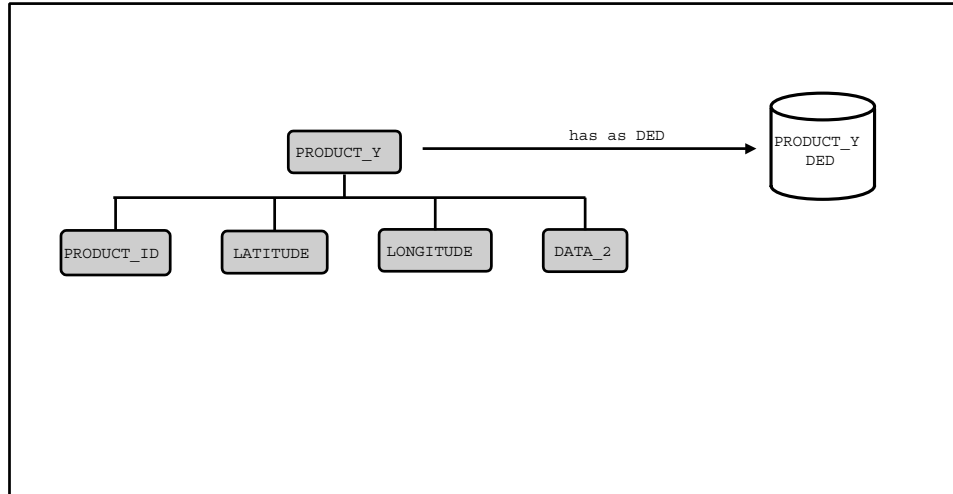 has as DED
PRODUCT_Y
PRODUCT_Y
DED
PRODUCT_ID
LATITUDE
LONGITUDE
DATA_2